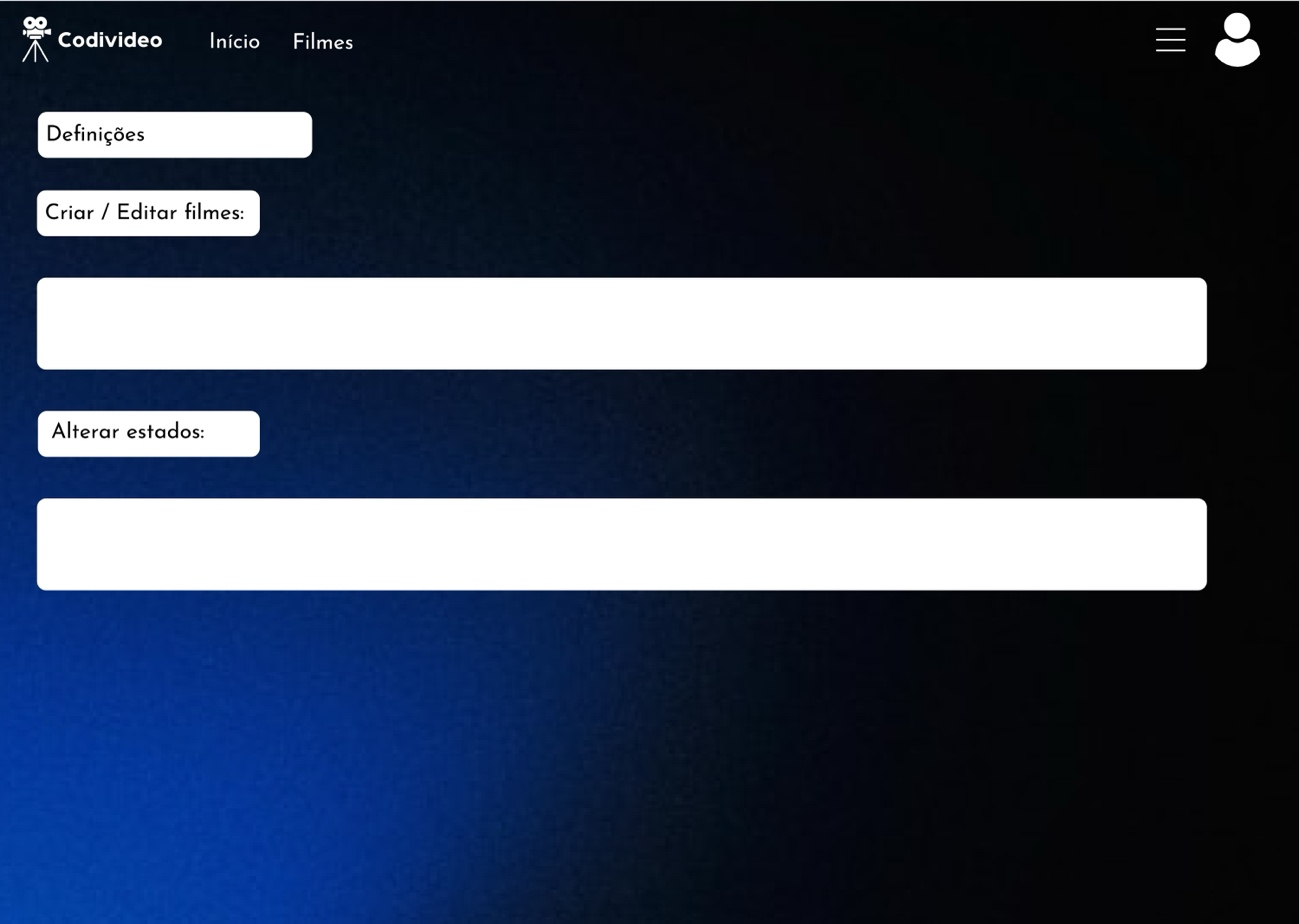 Codivideo
Início
Filmes
Definições
Criar / Editar filmes:
Alterar estados: